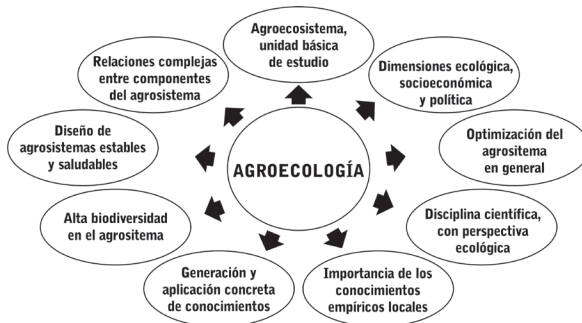 Agroecosistema,
unidad básica
de estudio
Dimensiones ecológica,
socioeconómica
y política
Optimización del
agrositema
en general
Disciplina científica,
con perspectiva
ecológica
Importancia de los
conocimientos
empíricos locales
Generación y
aplicación concreta
de conocimientos
Alta biodiversidad
en el agrositema
Diseño de
agrosistemas estables
y saludables
Relaciones complejas
entre componentes
del agrosistema
AGROECOLOGÍA